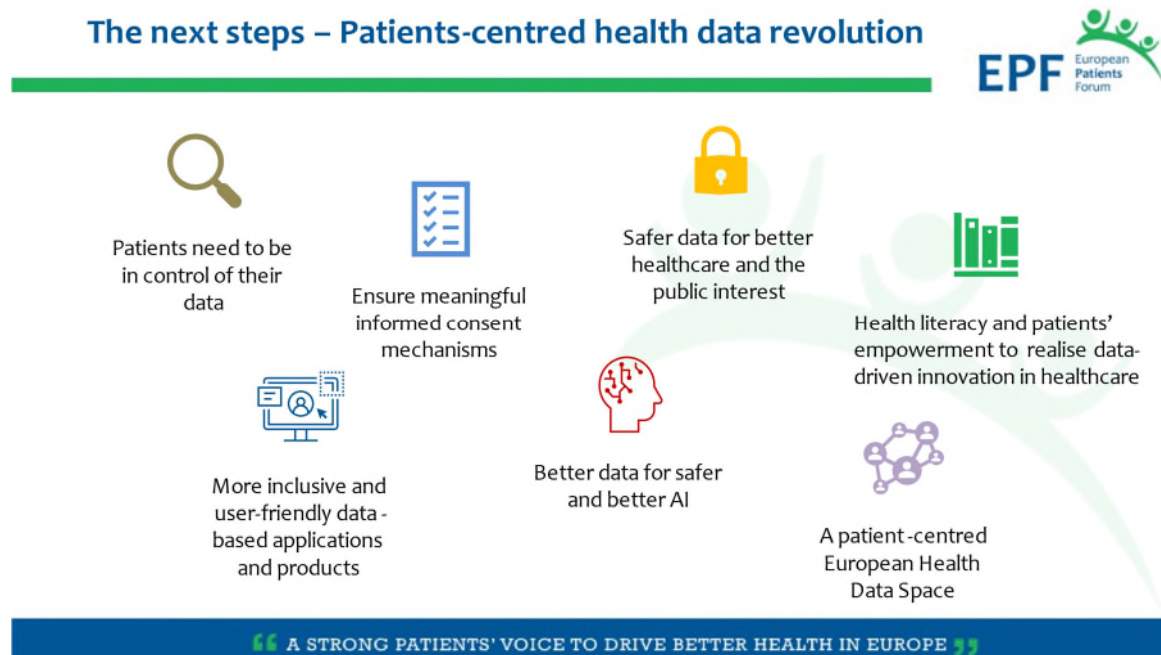 The next steps – Patients-centred health data revolution
EPF
European
Patients
Forum
Patients need to be
in control of their
data
Ensure meaningful
informed consent
mechanisms
Safer data for better
healthcare and the
public interest
Health literacy and patients’
empowerment to realise data-
driven innovation in healthcare
More inclusive and
user-friendly data -
based applications
and products
Better data for safer
and better AI
A patient -centred
European Health
Data Space
“ A STRONG PATIENTS’ VOICE TO DRIVE BETTER HEALTH IN EUROPE ”